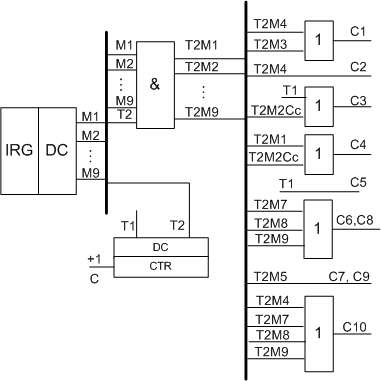 IRG DC
M1
M2
M9
T1 T2
DC
CTR
+1
C
M1
M2
M9
T2
&
T2M1
T2M2
T2M9
T2M4
T2M3
1
C1
T2M4 C2
T1
T2M2Cc
1
C3
T2M1
T2M2Cc
1
C4
T1 C5
T2M7
T2M8
T2M9
1
C6,C8
T2M5 C7, C9
T2M4
T2M7
T2M8
T2M9
1
C10